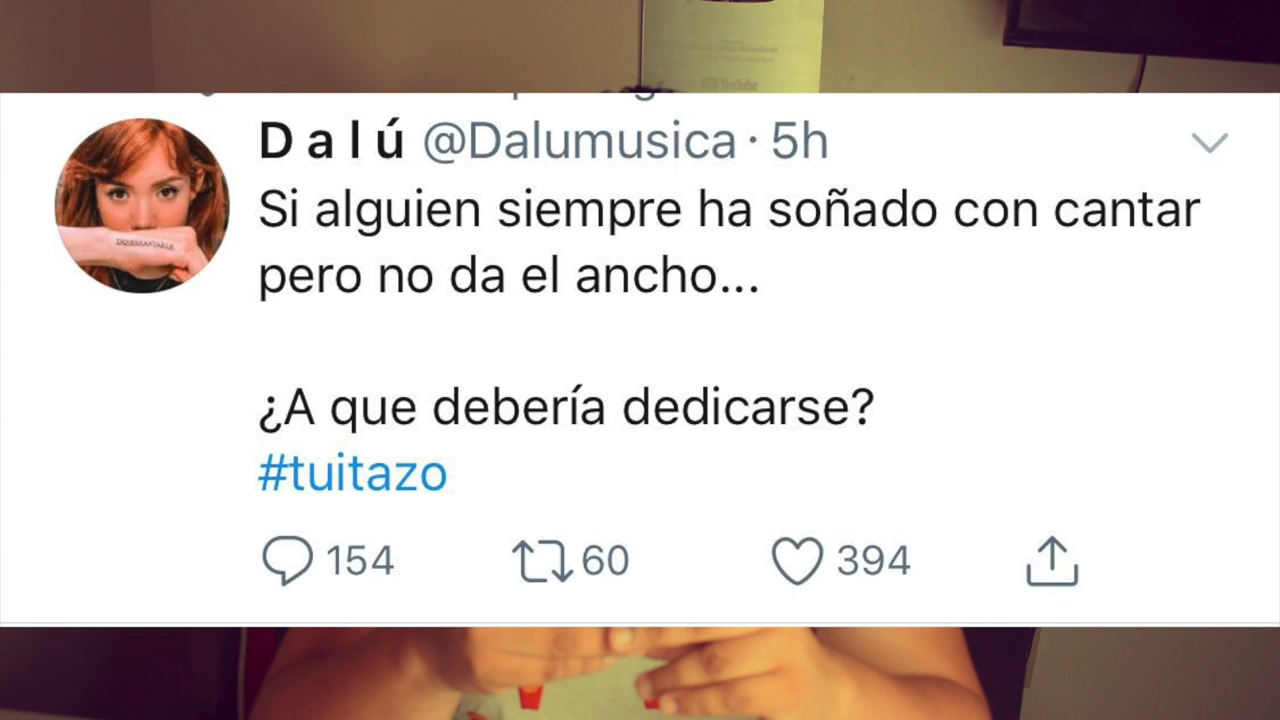 YouTube
D a l ú @Dalumusica · 5h
Si alguien siempre ha soñado con cantar
pero no da el ancho...
¿A que debería dedicarse?
#tuitazo
154 60 394